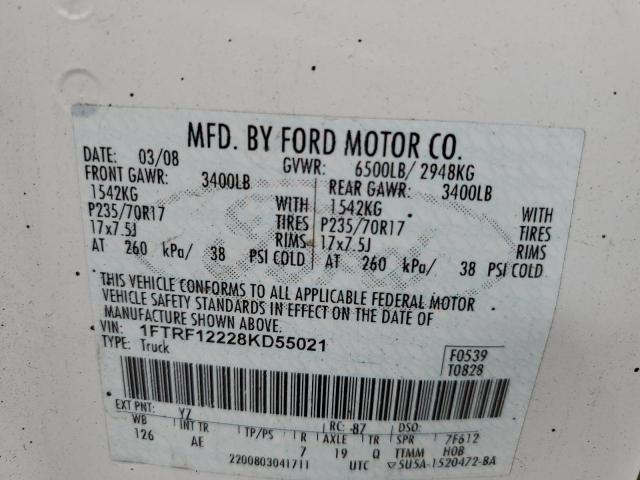 MFD. BY FORD MOTOR CO.
DATE: 03/08 GVWR: 6500LB/ 2948KG
FRONT GAWR: 3400LB REAR GAWR: 3400LB
1542KG WITH 1542KG WITH
P235/70R17 TIRES P235/70R17 TIRES
17x7.5J RIMS 17x7.5J RIMS
AT 260 kPa/ 38 PSI COLD AT 260 kPa/ 38 PSI COLD
THIS VEHICLE CONFORMS TO ALL APPLICABLE FEDERAL MOTOR
VEHICLE SAFETY STANDARDS IN EFFECT ON THE DATE OF
MANUFACTURE SHOWN ABOVE.
VIN: 1FTRF12228KD55021
TYPE: Truck
F0539
T0828
EXT PNT: YZ RC: 87 DSO:
WB INT TR TP/PS R AXLE TR SPR 7F612
126 AE 7 19 Q TTMM HOB
2200803041711 UTC 5U5A-1520472-BA